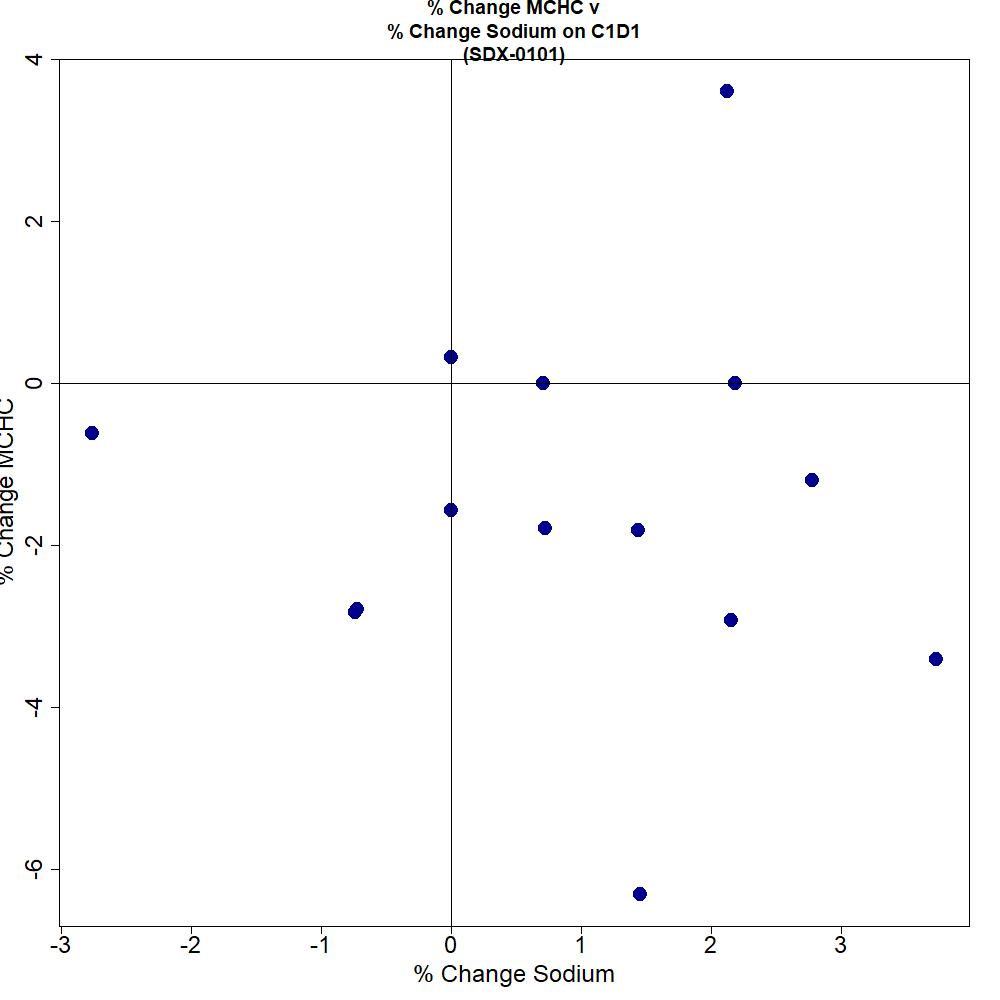 % Change MCHC v
% Change Sodium on C1D1
(SDX-0101)
4
2
0
-2
-4
-6
% Change MCHC
-3
-2
-1
0
1
2
3
% Change Sodium